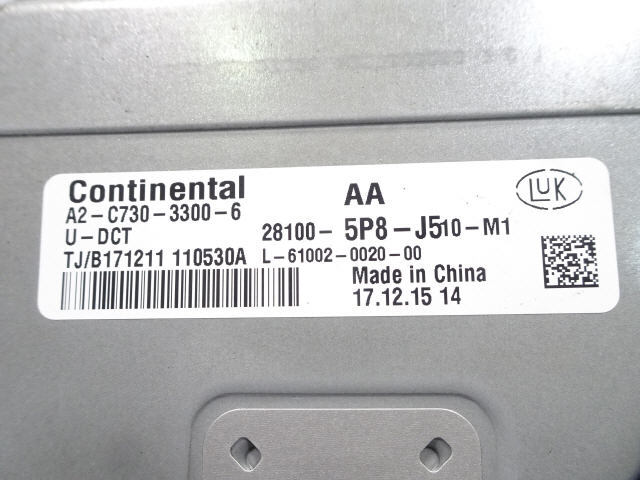 Continental
AA
LUK
A2-C730-3300-6
U-DCT
28100-5P8-J510-M1
TJ/B171211 110530A
L-61002-0020-00
Made in China
17.12.15 14